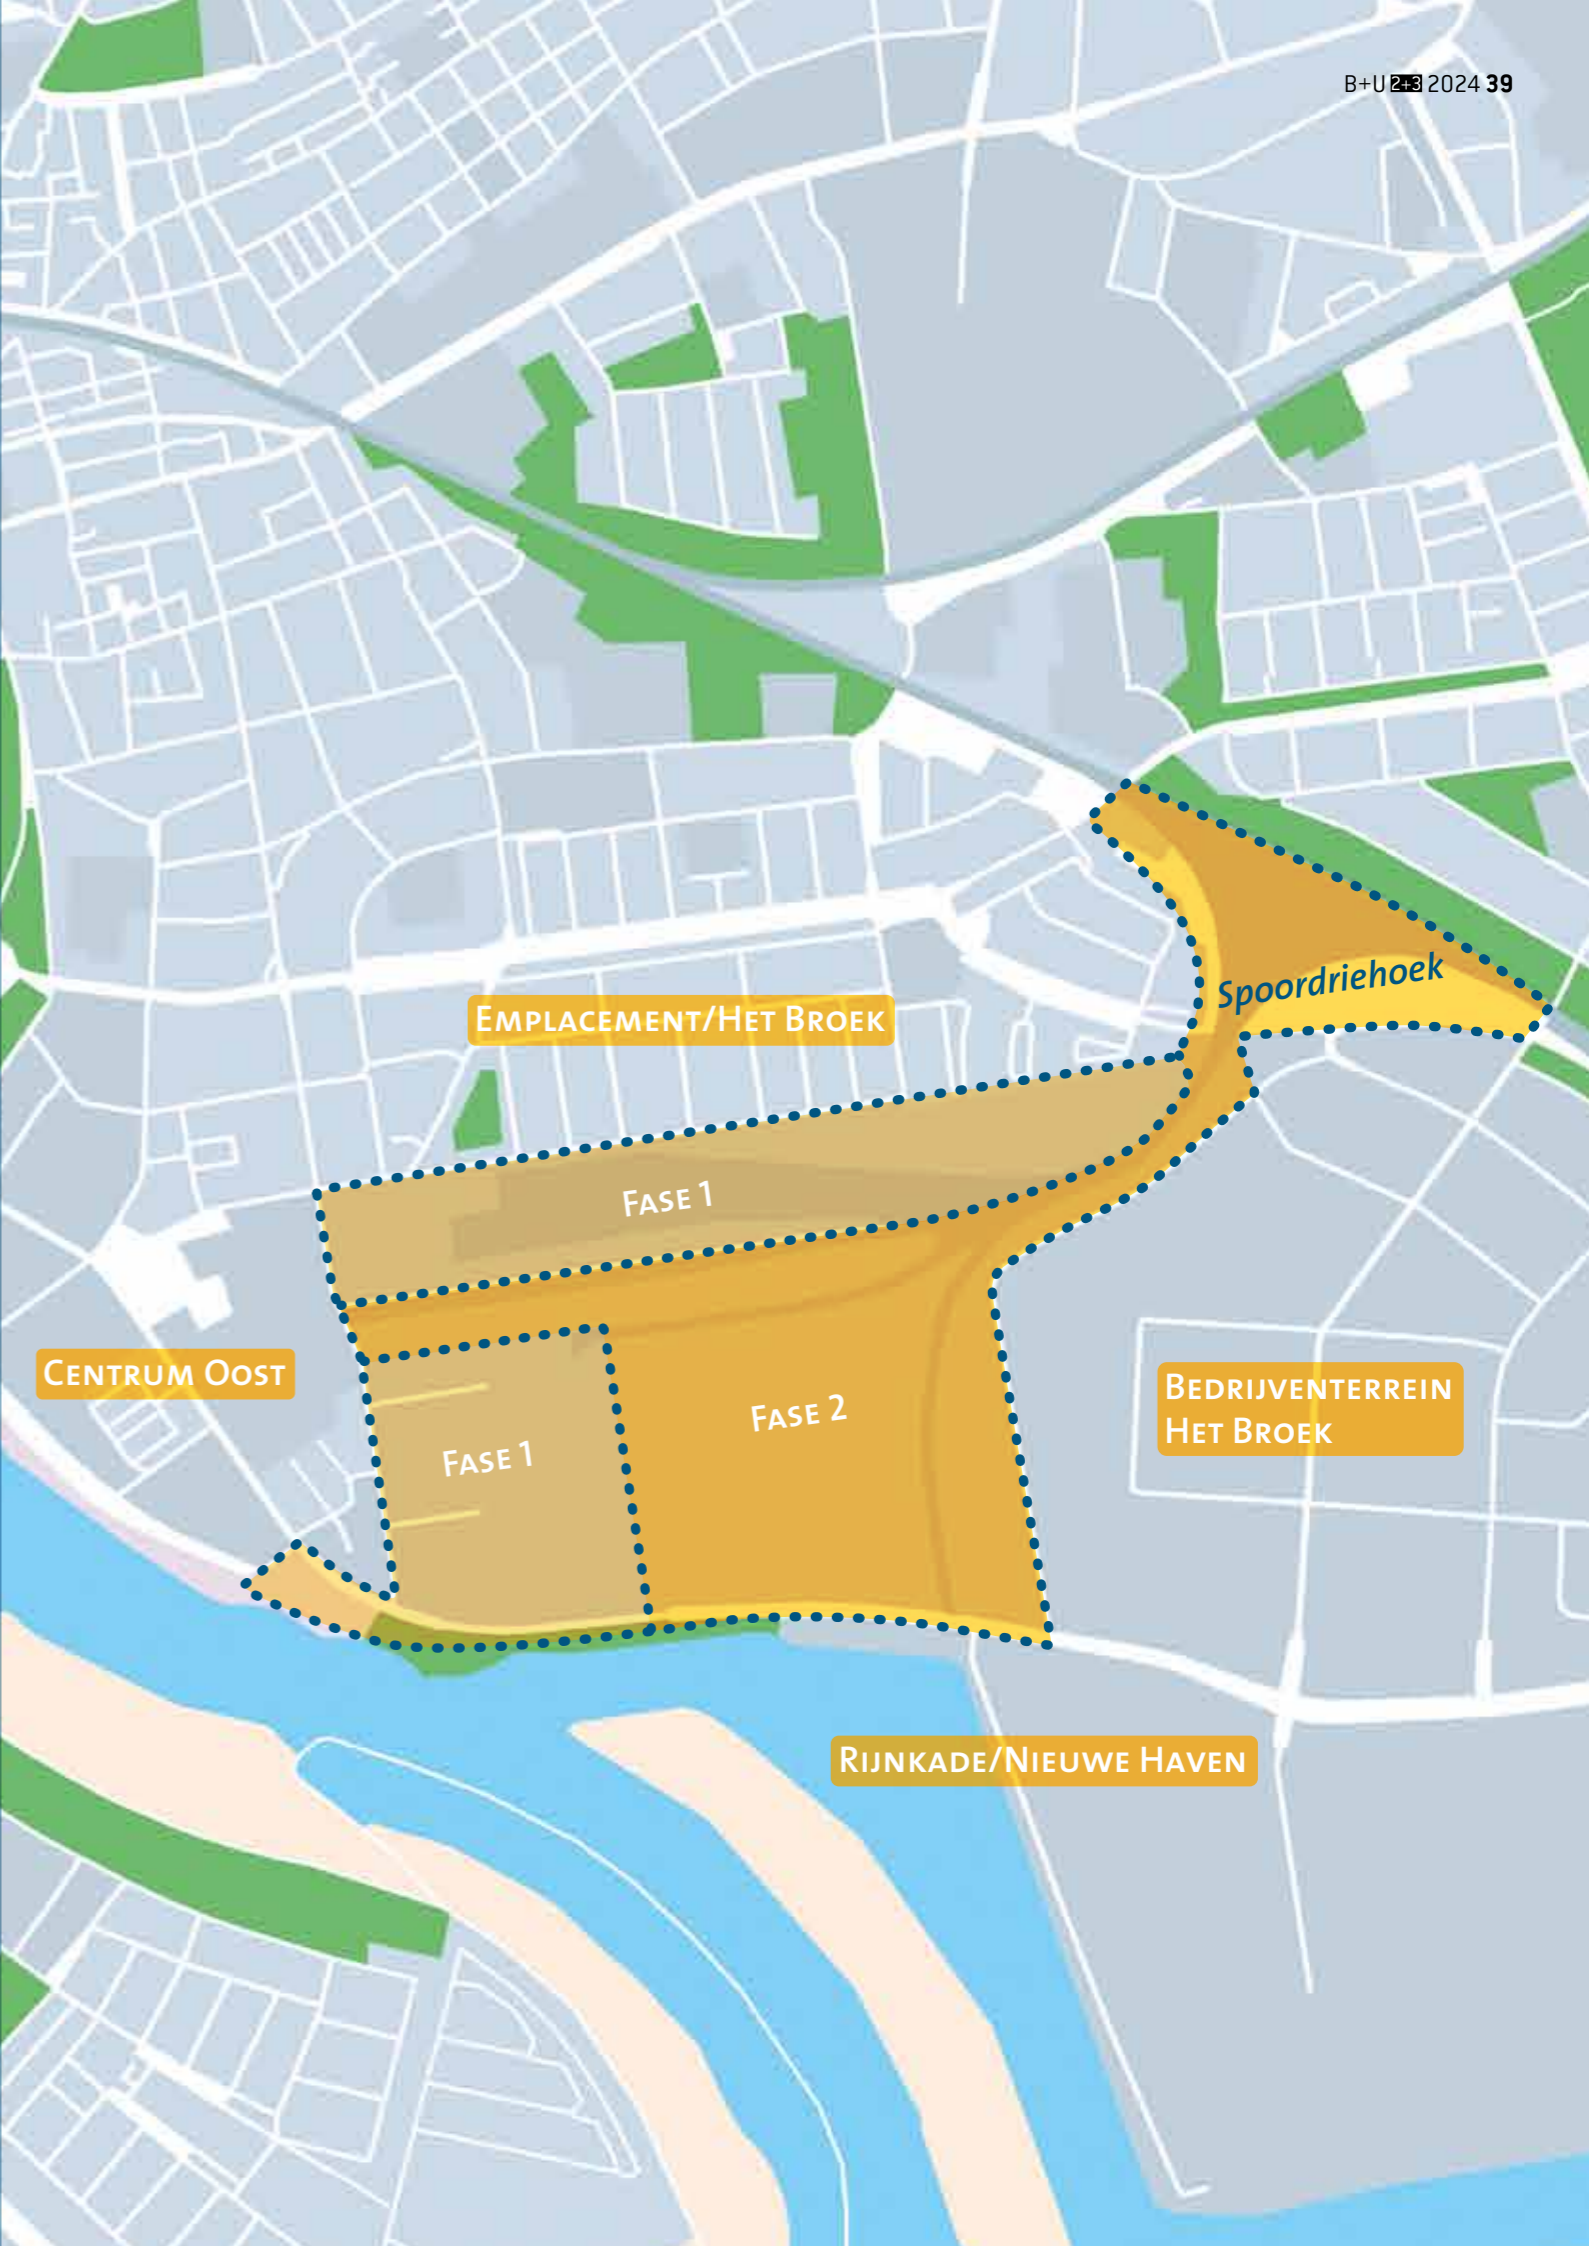 B+U 2+3 2024 39
Spoordriehoek
Emplacement/Het Broek
Fase 1
Centrum Oost
Bedrijventerrein
Het Broek
Fase 2
Fase 1
Rijnkade/Nieuwe Haven